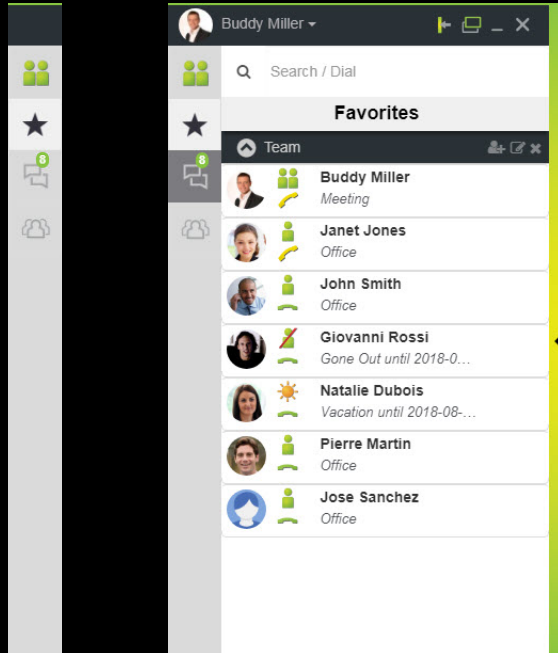 Buddy Miller
Search / Dial
Favorites
Team
8
8
Buddy Miller
Meeting
Janet Jones
Office
John Smith
Office
Giovanni Rossi
Gone Out until 2018-0...
Natalie Dubois
Vacation until 2018-08-...
Pierre Martin
Office
Jose Sanchez
Office